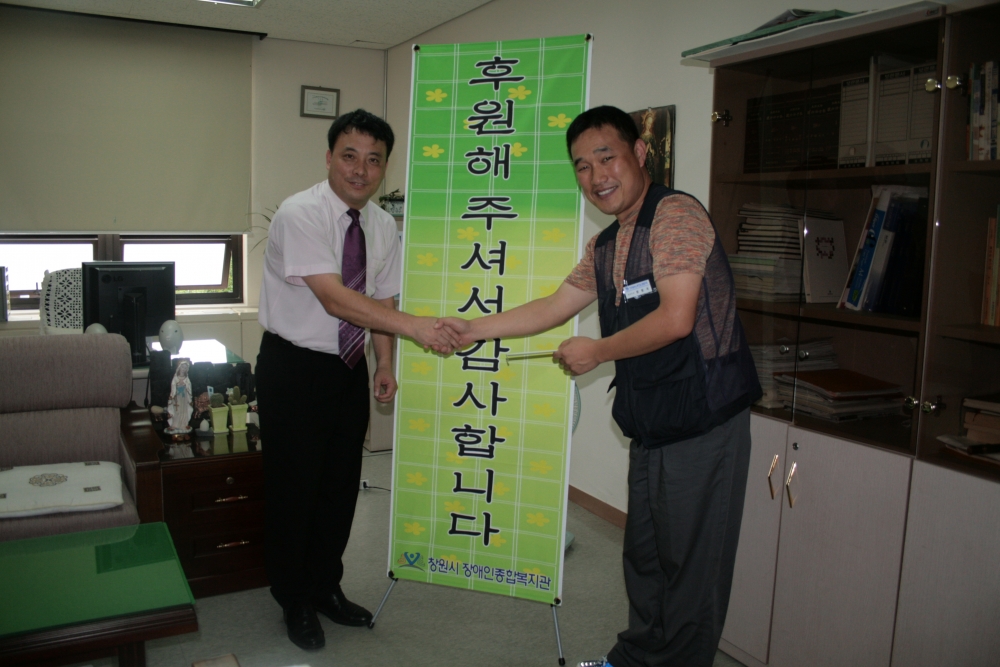 후원해주셔서감사합니다
창원시 장애인종합복지관
LG